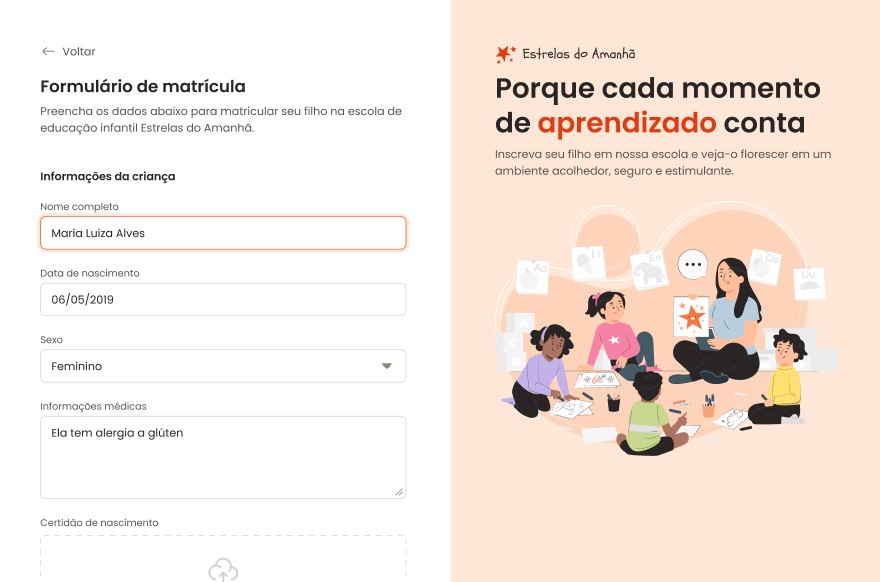 Voltar
Formulário de matrícula
Preencha os dados abaixo para matricular seu filho na escola de
educação infantil Estrelas do Amanhã.
Informações da criança
Nome completo
Maria Luiza Alves
Data de nascimento
06/05/2019
Sexo
Feminino
Informações médicas
Ela tem alergia a glúten
Certidão de nascimento
Estrelas do Amanhã
Porque cada momento
de aprendizado conta
Inscreva seu filho em nossa escola e veja-o florescer em um
ambiente acolhedor, seguro e estimulante.
Aa
Ii
Ee
Oo
Uu
A
C
B